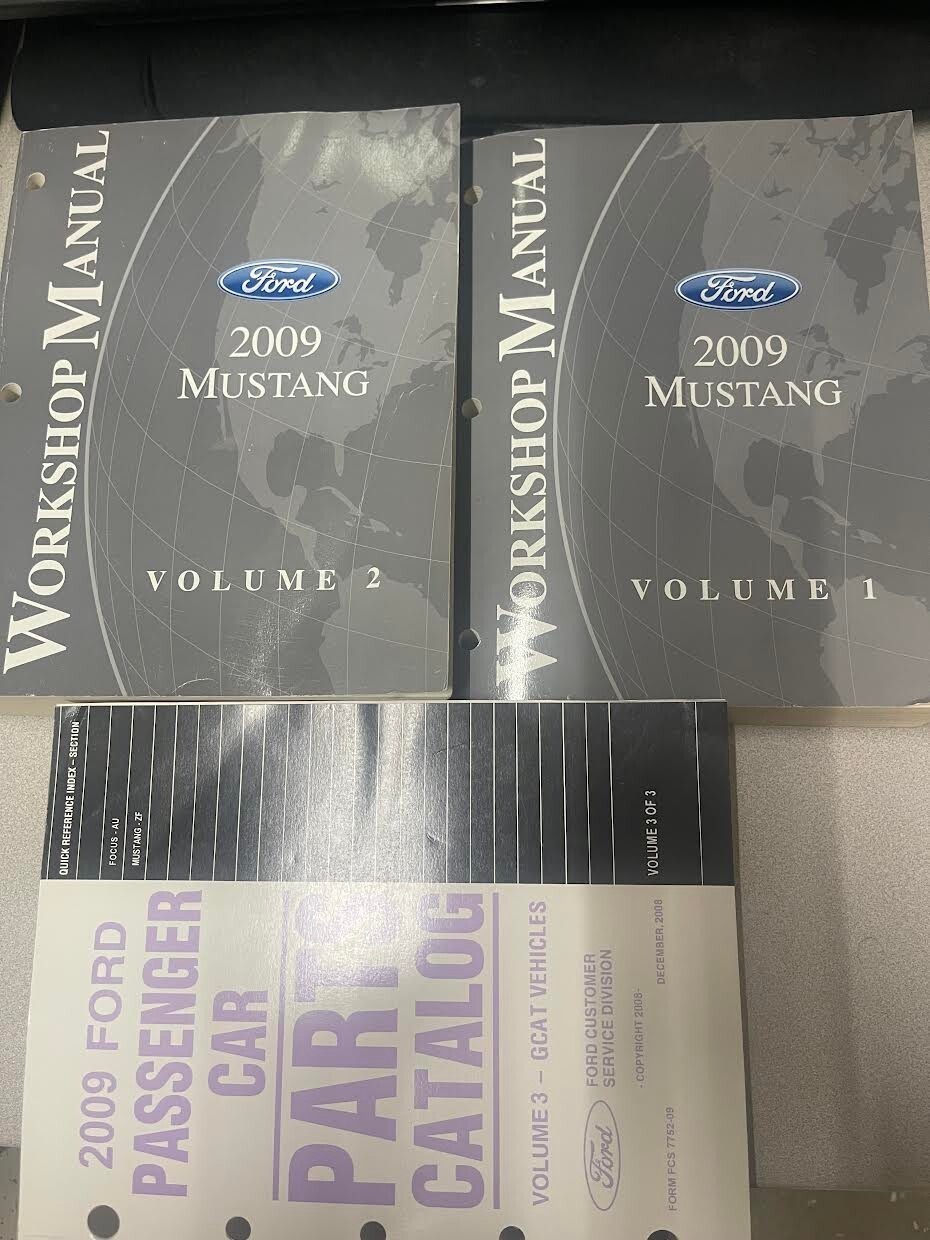 WORKSHOP MANUAL
Ford
2009
MUSTANG
VOLUME 2
WORKSHOP MANUAL
Ford
2009
MUSTANG
VOLUME 1
QUICK REFERENCE INDEX – SECTION
FOCUS - AU
MUSTANG - ZF
VOLUME 3 OF 3
2009 FORD
PASSENGER
CAR
PARTS
CATALOG
VOLUME 3 – GCAT VEHICLES
Ford
FORD CUSTOMER
SERVICE DIVISION
- COPYRIGHT 2008-
FORM FCS 7752-09
DECEMBER, 2008